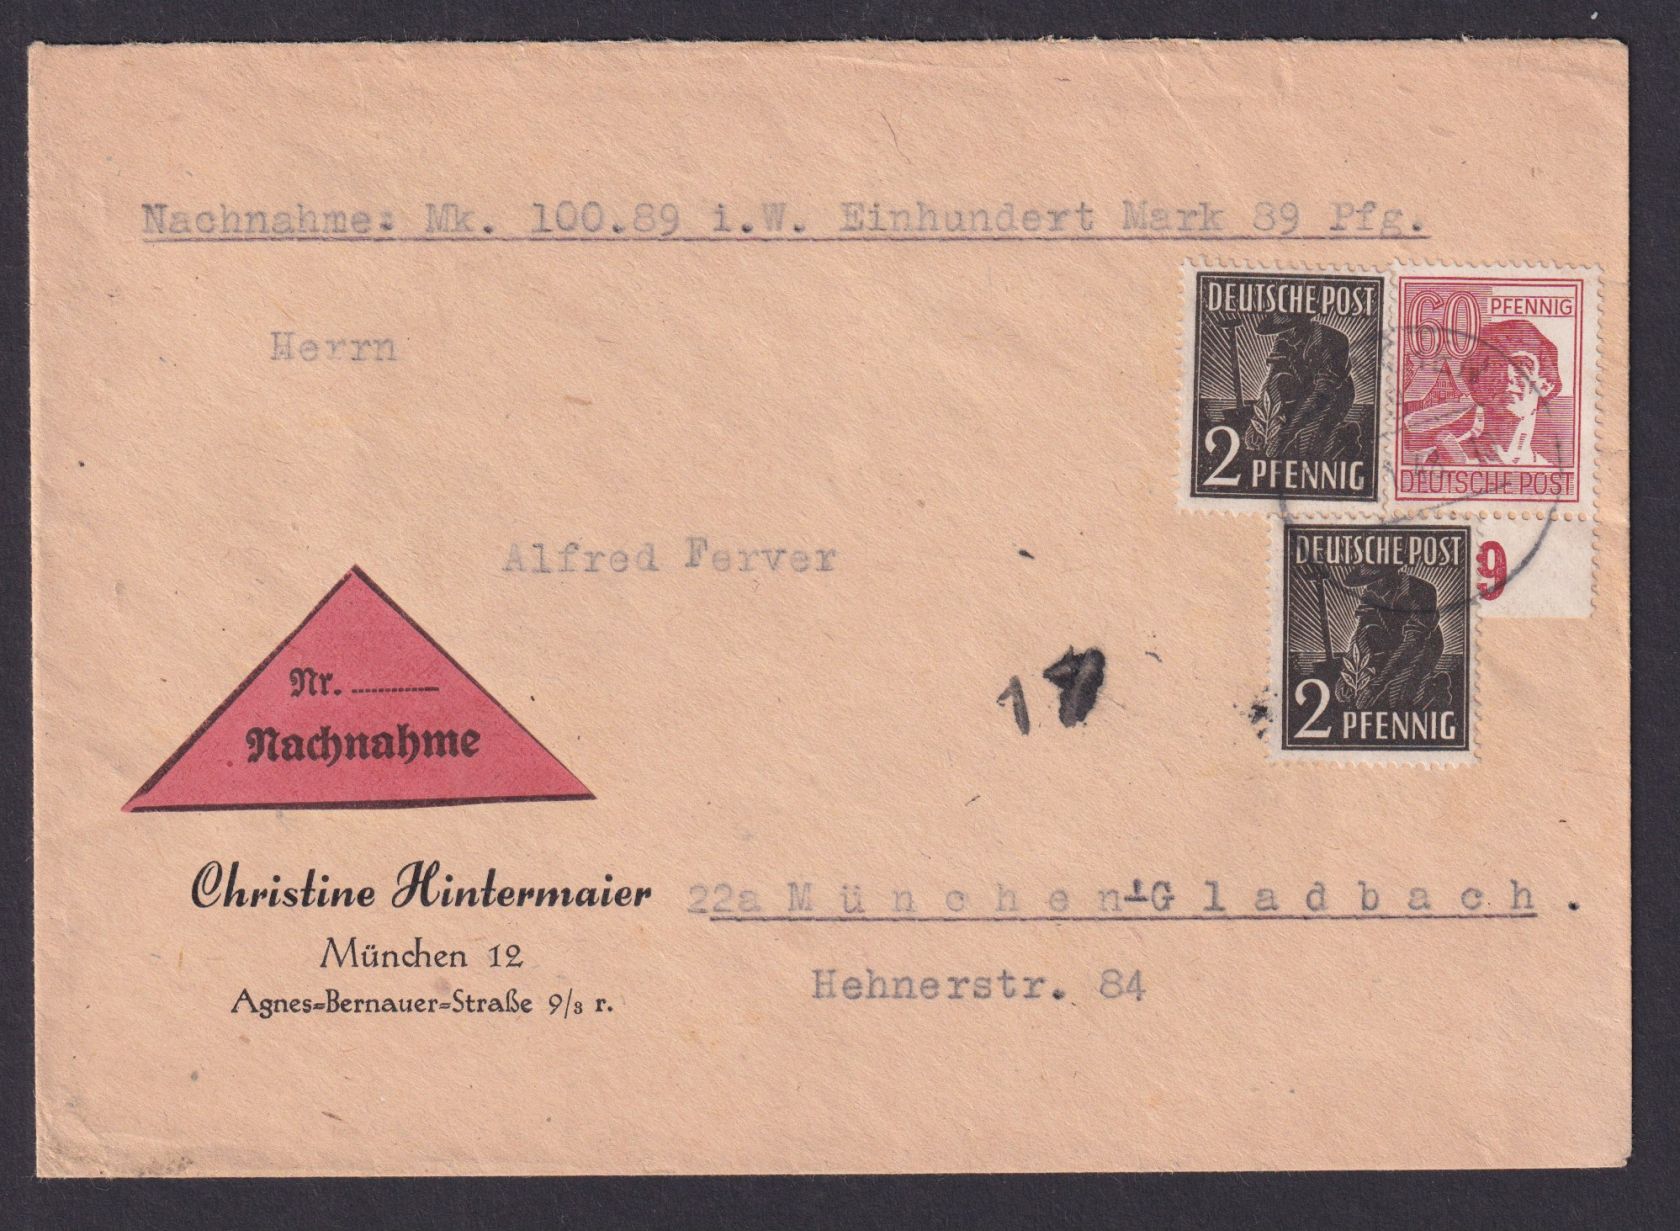 Nachnahme: Mk. 100.89 i.W. Einhundert Mark 89 Pfg.
DEUTSCHE POST
2 PFENNIG
60 PFENNIG
DEUTSCHE POST
Herrn
Alfred Ferver
DEUTSCHE POST
2 PFENNIG
9
Nr. ............
Nachnahme
17
Christine Hintermaier
München 12
Agnes=Bernauer=Straße 9/3 r.
22a München-Gladbach.
Hehnerstr. 84